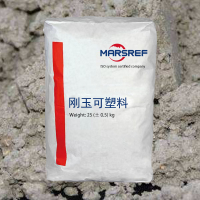 MARSREF
ISO system certified company
刚玉可塑料
Weight: 25 (± 0.5) kg